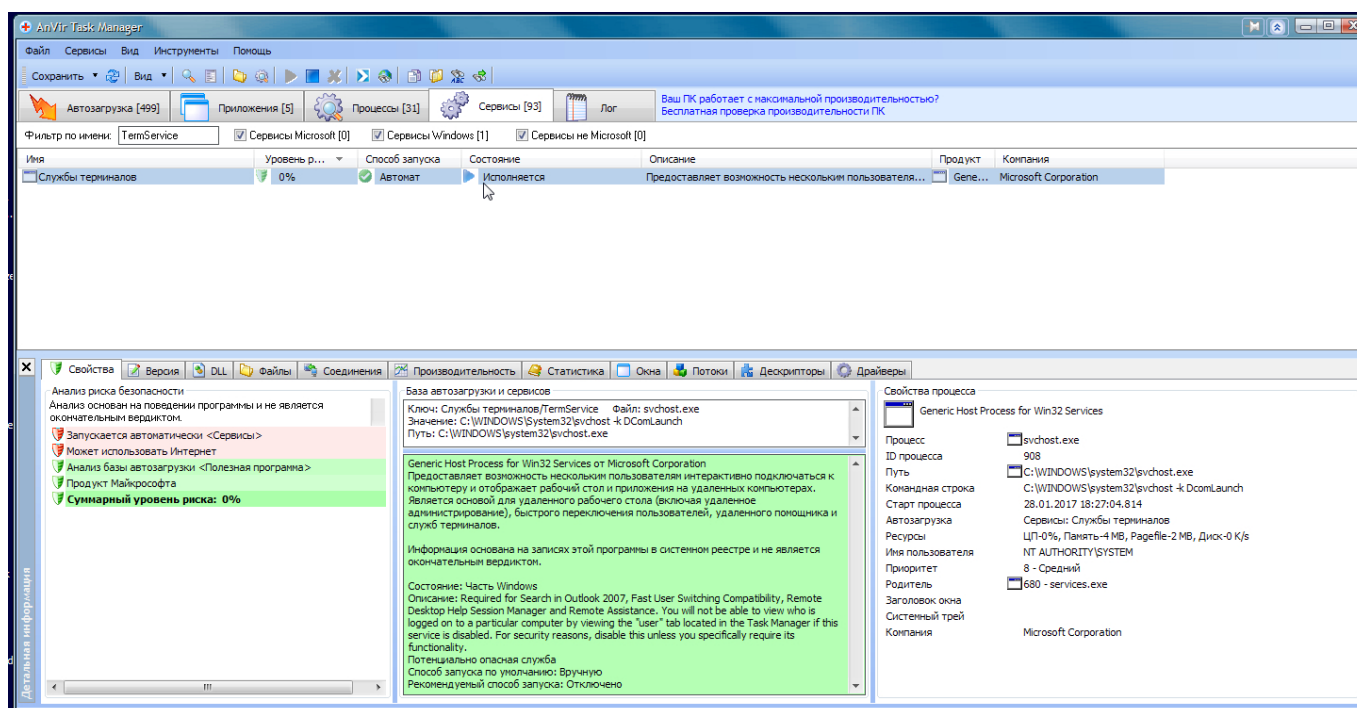 AnVir Task Manager
Файл Сервисы Вид Инструменты Помощь
Сохранить Вид
Автозагрузка [499] Приложения [5] Процессы [31] Сервисы [93] Лог
Ваш ПК работает с максимальной производительностью?
Бесплатная проверка производительности ПК
Фильтр по имени: TermService Сервисы Microsoft [0] Сервисы Windows [1] Сервисы не Microsoft [0]
Имя Уровень р... Способ запуска Состояние Описание Продукт Компания
Службы терминалов 0% Автомат Исполняется Предоставляет возможность нескольким пользователя... Gene... Microsoft Corporation
Свойства Версия DLL Файлы Соединения Производительность Статистика Окна Потоки Дескрипторы Драйверы
Детальная информация
Анализ риска безопасности
Анализ основан на поведении программы и не является
окончательным вердиктом.
Запускается автоматически <Сервисы>
Может использовать Интернет
Анализ базы автозагрузки <Полезная программа>
Продукт Майкрософта
Суммарный уровень риска: 0%
База автозагрузки и сервисов
Ключ: Службы терминалов/TermService Файл: svchost.exe
Значение: C:\WINDOWS\System32\svchost -k DComLaunch
Путь: C:\WINDOWS\system32\svchost.exe
Generic Host Process for Win32 Services от Microsoft Corporation
Предоставляет возможность нескольким пользователям интерактивно подключаться к
компьютеру и отображает рабочий стол и приложения на удаленных компьютерах.
Является основой для удаленного рабочего стола (включая удаленное
администрирование), быстрого переключения пользователей, удаленного помощника и
служб терминалов.
Информация основана на записях этой программы в системном реестре и не является
окончательным вердиктом.
Состояние: Часть Windows
Описание: Required for Search in Outlook 2007, Fast User Switching Compatibility, Remote
Desktop Help Session Manager and Remote Assistance. You will not be able to view who is
logged on to a particular computer by viewing the "user" tab located in the Task Manager if this
service is disabled. For security reasons, disable this unless you specifically require its
functionality.
Потенциально опасная служба
Способ запуска по умолчанию: Вручную
Рекомендуемый способ запуска: Отключено
Свойства процесса
Generic Host Process for Win32 Services
Процесс svchost.exe
ID процесса 908
Путь C:\WINDOWS\system32\svchost.exe
Командная строка C:\WINDOWS\system32\svchost -k DcomLaunch
Старт процесса 28.01.2017 18:27:04.814
Автозагрузка Сервисы: Службы терминалов
Ресурсы ЦП-0%, Память-4 MB, Pagefile-2 MB, Диск-0 K/s
Имя пользователя NT AUTHORITY\SYSTEM
Приоритет 8 - Средний
Родитель 680 - services.exe
Заголовок окна
Системный трей
Компания Microsoft Corporation